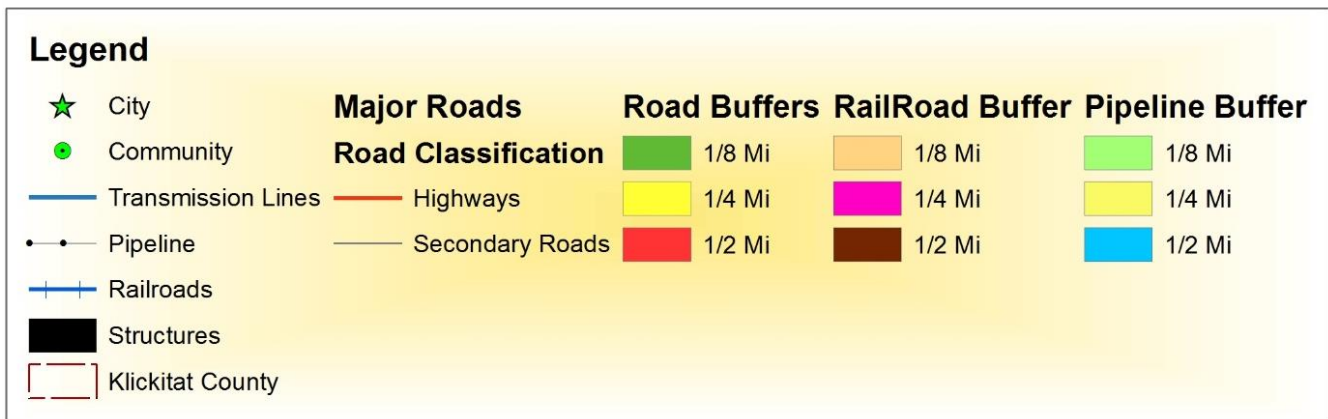 Legend
City
Community
Transmission Lines
Pipeline
Railroads
Structures
Klickitat County
Major Roads
Road Classification
Highways
Secondary Roads
Road Buffers
1/8 Mi
1/4 Mi
1/2 Mi
RailRoad Buffer
1/8 Mi
1/4 Mi
1/2 Mi
Pipeline Buffer
1/8 Mi
1/4 Mi
1/2 Mi